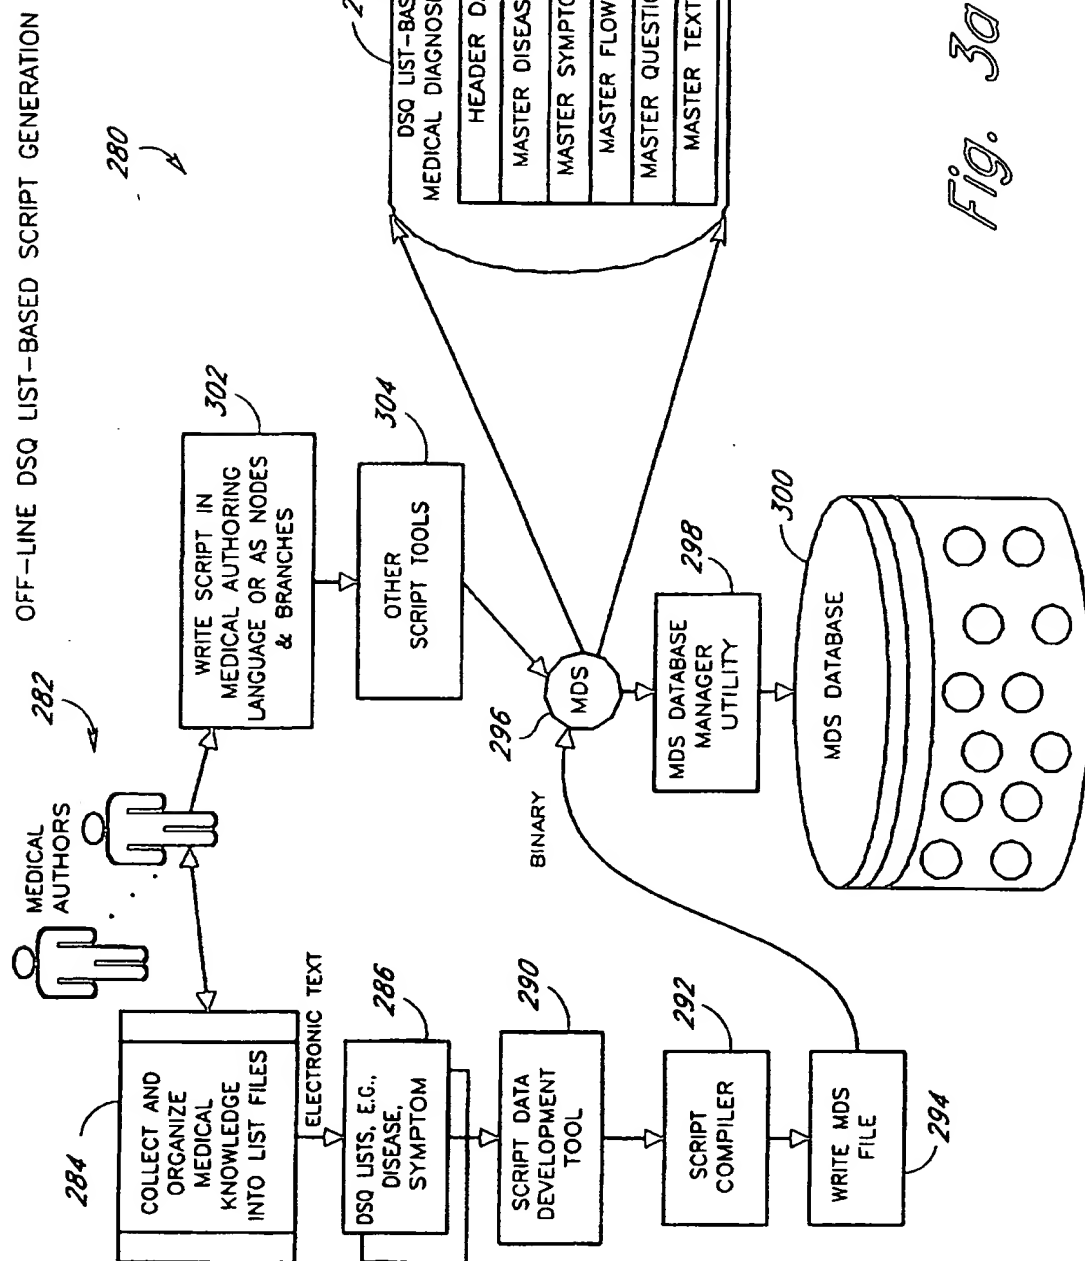 OFF-LINE DSQ LIST-BASED SCRIPT GENERATION
280
282
MEDICAL
AUTHORS
284
COLLECT AND
ORGANIZE
MEDICAL
KNOWLEDGE
INTO LIST FILES
ELECTRONIC TEXT
286
DSQ LISTS, E.G.,
DISEASE,
SYMPTOM
290
SCRIPT DATA
DEVELOPMENT
TOOL
292
SCRIPT
COMPILER
WRITE MDS
FILE
294
BINARY
302
WRITE SCRIPT IN
MEDICAL AUTHORING
LANGUAGE OR AS NODES
& BRANCHES
304
OTHER
SCRIPT TOOLS
296
MDS
298
MDS DATABASE
MANAGER
UTILITY
300
MDS DATABASE
DSQ LIST-BAS
MEDICAL DIAGNOS
HEADER DA
MASTER DISEAS
MASTER SYMPTO
MASTER FLOW
MASTER QUESTIO
MASTER TEXT
Fig. 3a